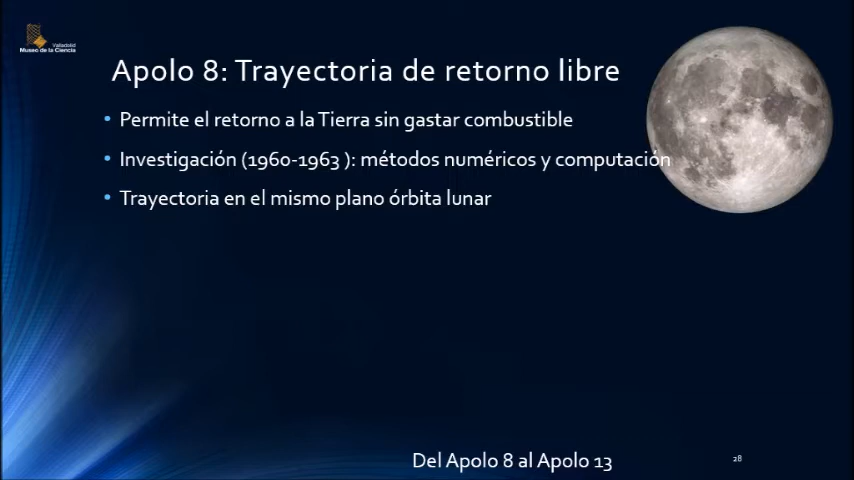 Valladolid
Museo de la Ciencia
Apolo 8: Trayectoria de retorno libre
• Permite el retorno a la Tierra sin gastar combustible
• Investigación (1960-1963 ): métodos numéricos y computación
• Trayectoria en el mismo plano órbita lunar
Del Apolo 8 al Apolo 13
28